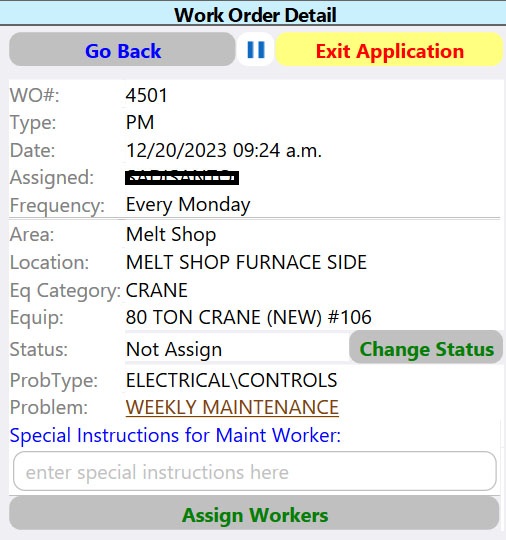 Work Order Detail
Go Back
Exit Application
WO#: 4501
Type: PM
Date: 12/20/2023 09:24 a.m.
Assigned:
Frequency: Every Monday
Area: Melt Shop
Location: MELT SHOP FURNACE SIDE
Eq Category: CRANE
Equip: 80 TON CRANE (NEW) #106
Status: Not Assign Change Status
ProbType: ELECTRICAL\CONTROLS
Problem: WEEKLY MAINTENANCE
Special Instructions for Maint Worker:
enter special instructions here
Assign Workers